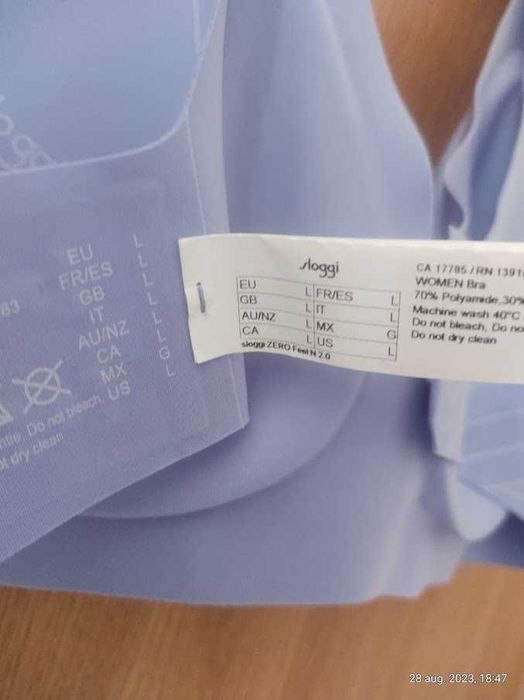 EU L
FR/ES L
GB L
IT L
AU/NZ L
CA L
MX G
US L
83
Do not bleach, Do
dry clean
sloggi
EU L FR/ES L
GB L IT L
AU/NZ L MX G
CA L US L
sloggi ZERO Feel N 2.0
CA 17785 / RN 1391
WOMEN Bra
70% Polyamide, 30%
Machine wash 40°C
Do not bleach, Do
Do not dry clean
28 aug 2023, 18:47